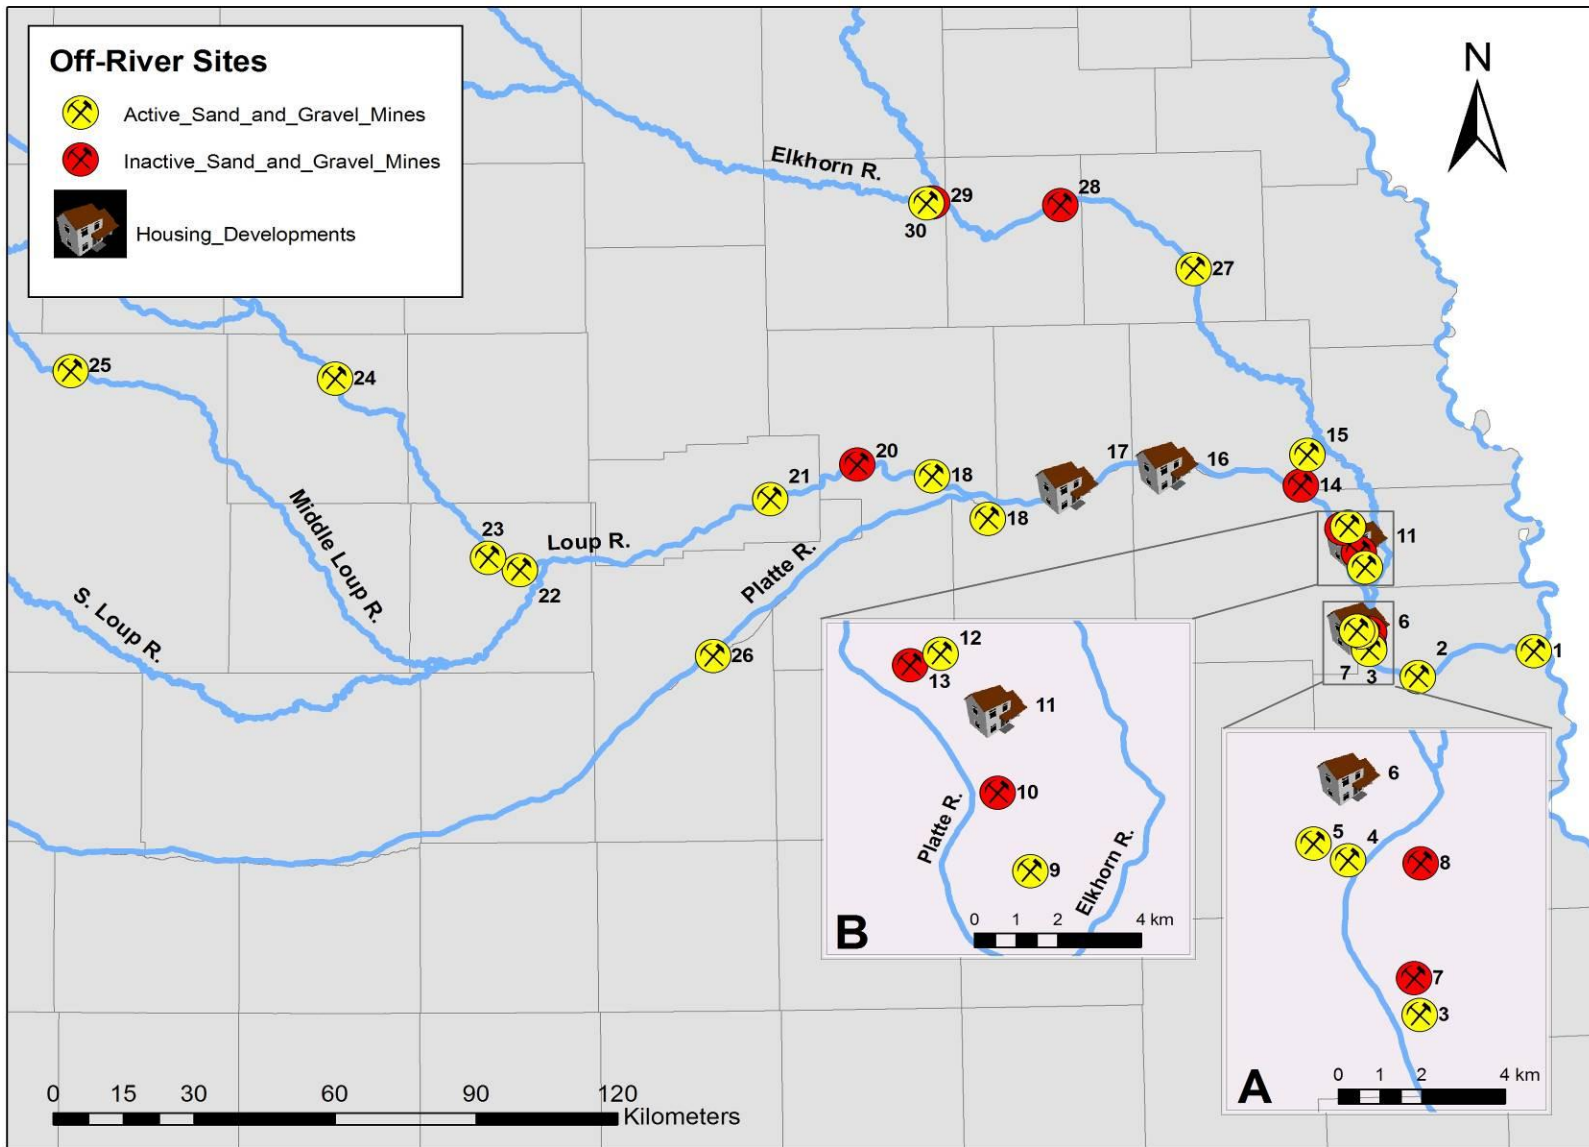 Off-River Sites
Active_Sand_and_Gravel_Mines
Inactive_Sand_and_Gravel_Mines
Housing_Developments
N
Elkhorn R.
29
28
30
27
25
24
15
20
17
16
18
14
21
18
11
Middle Loup R.
23
Loup R.
22
Platte R.
S. Loup R.
26
6
2
1
7
3
12
13
11
10
Platte R.
9
Elkhorn R.
0 1 2 4 km
B
6
5
4
8
7
3
0 1 2 4 km
A
0 15 30 60 90 120
Kilometers